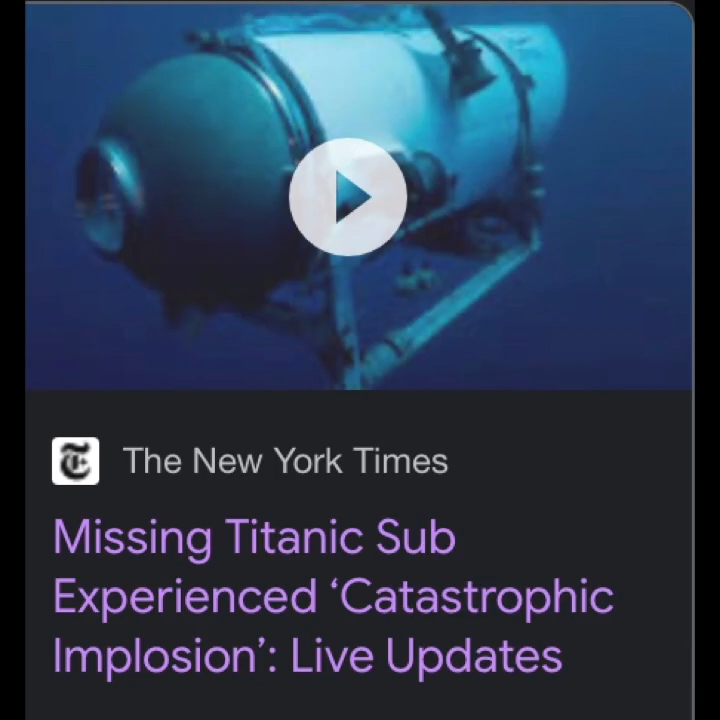 The New York Times
Missing Titanic Sub
Experienced ‘Catastrophic
Implosion’: Live Updates